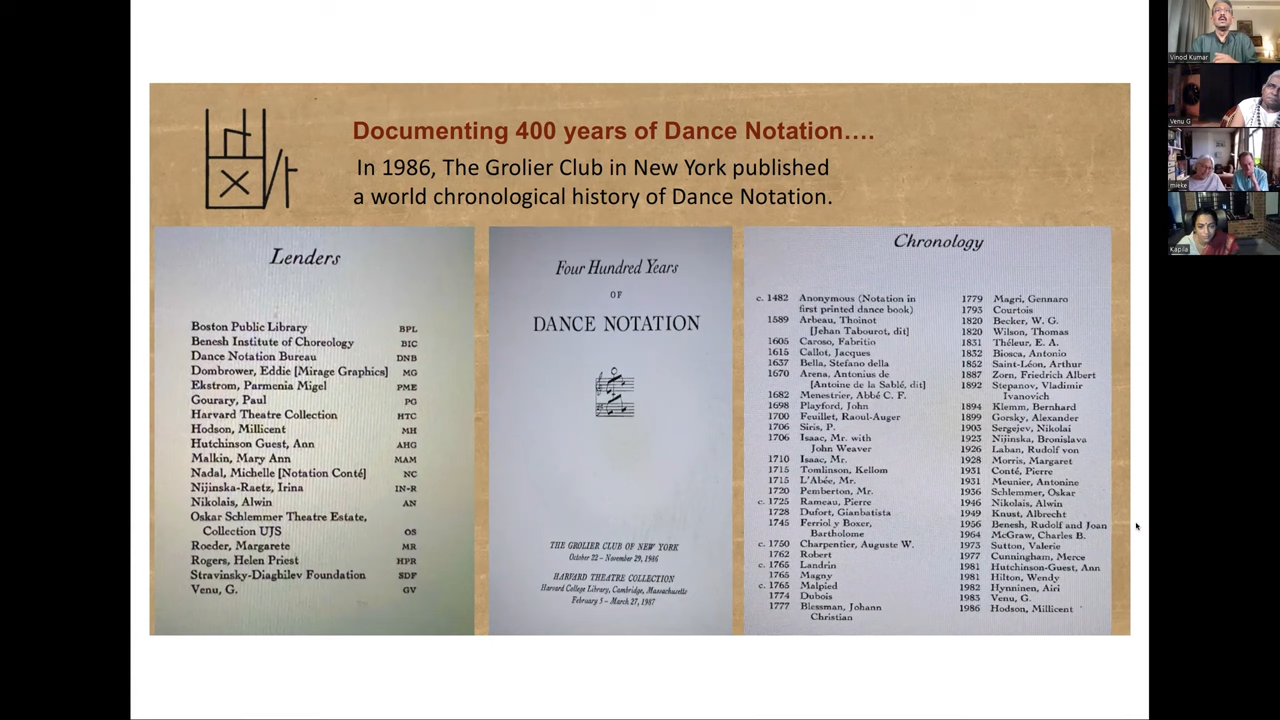 Documenting 400 years of Dance Notation....
In 1986, The Grolier Club in New York published
a world chronological history of Dance Notation.
Lenders
Boston Public Library BPL
Benesh Institute of Choreology BIC
Dance Notation Bureau DNB
Dombrower, Eddie [Mirage Graphics] MG
Ekstrom, Parmenia Migel PME
Gourary, Paul PG
Harvard Theatre Collection HTC
Hodson, Millicent MH
Hutchinson Guest, Ann AHG
Malkin, Mary Ann MAM
Nadal, Michelle [Notation Conté] NC
Nijinska-Raetz, Irina IN-R
Nikolais, Alwin AN
Oskar Schlemmer Theatre Estate,
Collection UJS OS
Roeder, Margarete MR
Rogers, Helen Priest HPR
Stravinsky-Diaghilev Foundation SDF
Venu, G. GV
Four Hundred Years
OF
DANCE NOTATION
THE GROLIER CLUB OF NEW YORK
October 22 – November 29, 1986
HARVARD THEATRE COLLECTION
Harvard College Library, Cambridge, Massachusetts
February 5 – March 27, 1987
Chronology
c. 1482 Anonymous (Notation in
first printed dance book)
1589 Arbeau, Thoinot
[Jehan Tabourot, dit]
1605 Caroso, Fabritio
1615 Callot, Jacques
1637 Bella, Stefano della
1670 Arena, Antonius de
[Antoine de la Sablé, dit]
1682 Menestrier, Abbé C. F.
1698 Playford, John
1700 Feuillet, Raoul-Auger
1706 Siris, P.
1706 Isaac, Mr. with
John Weaver
1710 Isaac, Mr.
1715 Tomlinson, Kellom
1715 L'Abée, Mr.
1720 Pemberton, Mr.
c. 1725 Rameau, Pierre
1728 Dufort, Gianbatista
1745 Ferriol y Boxer,
Bartholome
c. 1750 Charpentier, Auguste W.
1762 Robert
c. 1765 Landrin
1765 Magny
c. 1765 Malpied
1774 Dubois
1777 Blessman, Johann
Christian
1779 Magri, Gennaro
1795 Courtois
1820 Becker, W. G.
1820 Wilson, Thomas
1831 Théleur, E. A.
1832 Biosca, Antonio
1852 Saint-Léon, Arthur
1887 Zorn, Friedrich Albert
1892 Stepanov, Vladimir
Ivanovich
1894 Klemm, Bernhard
1899 Gorsky, Alexander
1903 Sergejev, Nikolai
1923 Nijinska, Bronislava
1926 Laban, Rudolf von
1928 Morris, Margaret
1931 Conté, Pierre
1931 Meunier, Antonine
1936 Schlemmer, Oskar
1946 Nikolais, Alwin
1949 Knust, Albrecht
1956 Benesh, Rudolf and Joan
1964 McGraw, Charles B.
1973 Sutton, Valerie
1977 Cunningham, Merce
1981 Hutchinson-Guest, Ann
1981 Hilton, Wendy
1982 Hynninen, Airi
1983 Venu, G.
1986 Hodson, Millicent
Vinod Kumar
Venu G
mieke
Kapila